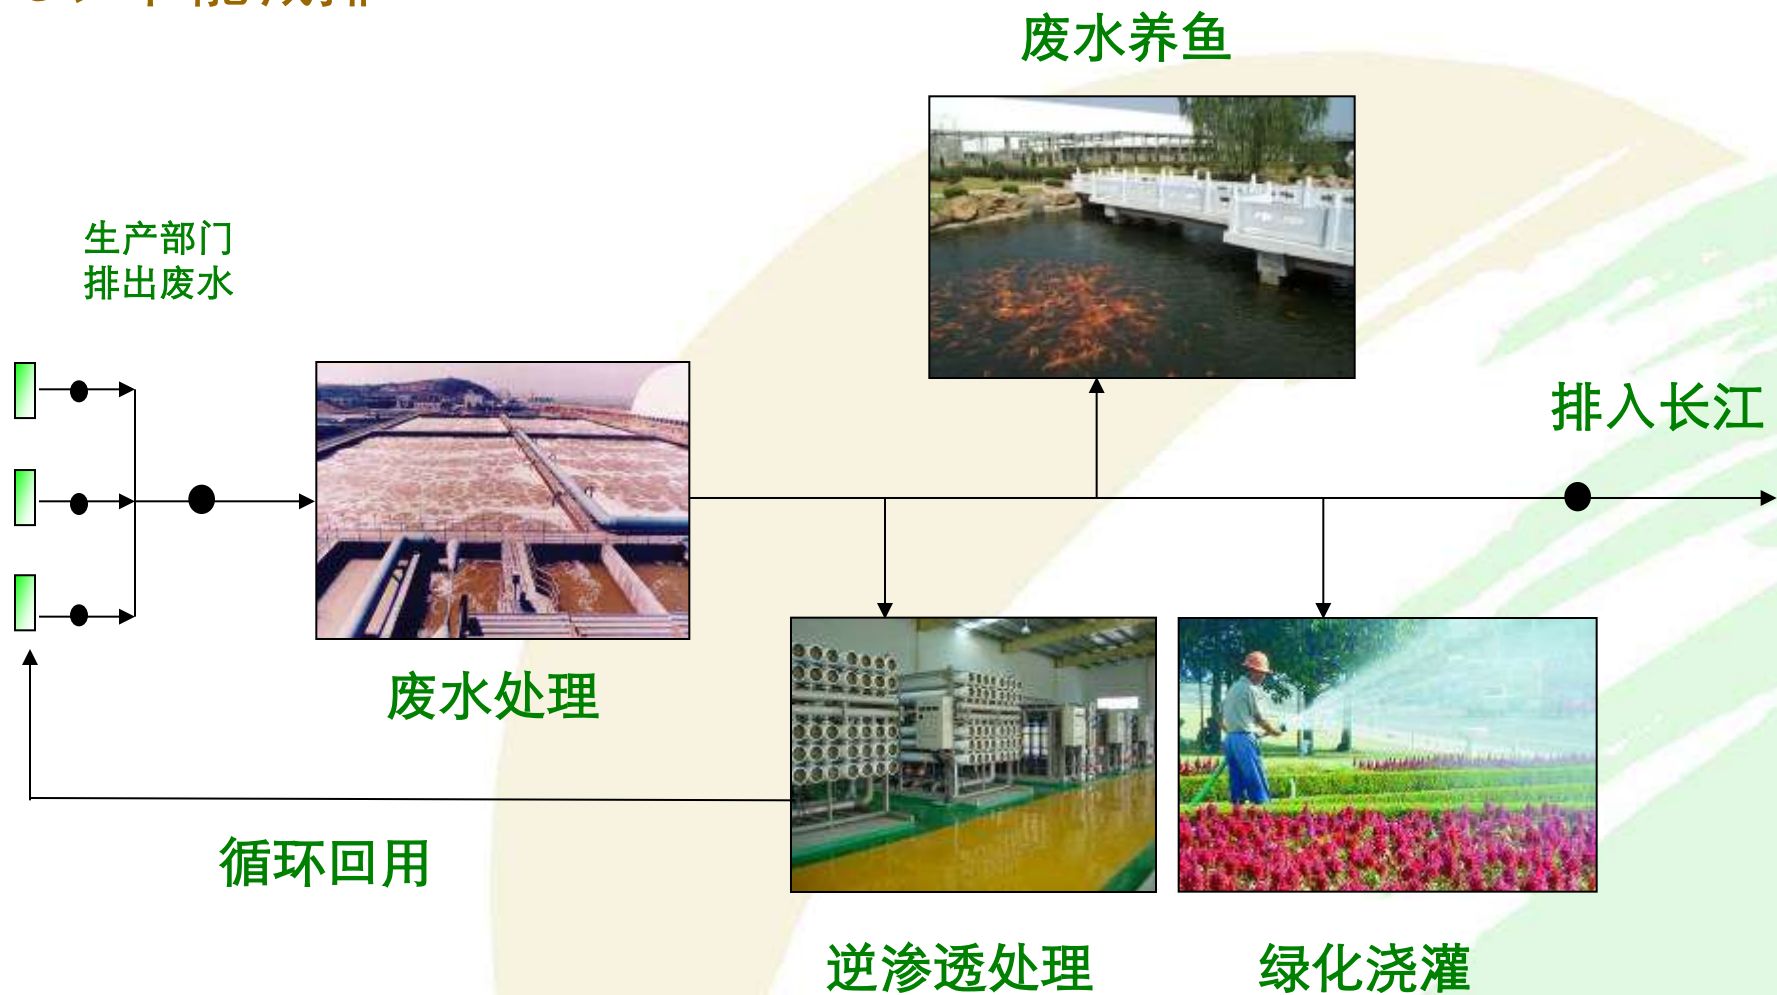 废水养鱼
生产部门
排出废水
排入长江
废水处理
循环回用
逆渗透处理
绿化浇灌